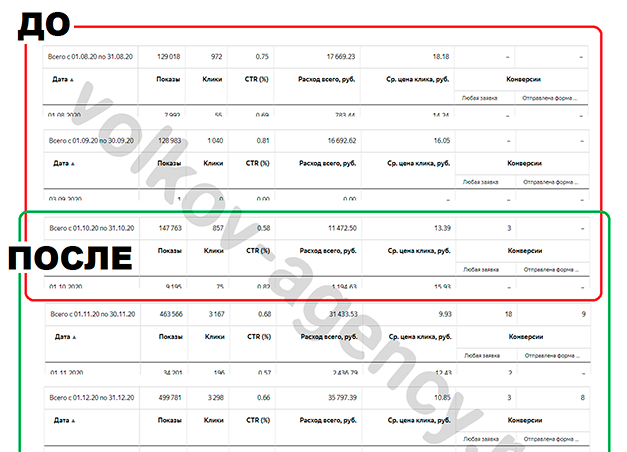 ДО
Всего с 01.08.20 по 31.08.20 129 018 972 0.75 17 669.23 18.18 – –
Дата ▲ Показы Клики CTR (%) Расход всего, руб. Ср. цена клика, руб. Конверсии
Любая заявка Отправлена форма ...
01.08.2020 7 992 55 0.69 783.44 14.24 – –
Всего с 01.09.20 по 30.09.20 128 983 1 040 0.81 16 692.62 16.05 – –
Дата ▲ Показы Клики CTR (%) Расход всего, руб. Ср. цена клика, руб. Конверсии
Любая заявка Отправлена форма ...
03.09.2020 1 0 0.00 0.00 – – –
Всего с 01.10.20 по 31.10.20 147 763 857 0.58 11 472.50 13.39 3 –
ПОСЛЕ
Показы Клики CTR (%) Расход всего, руб. Ср. цена клика, руб. Конверсии
Любая заявка Отправлена форма ...
01.10.2020 9 195 75 0.82 1 194.63 15.93 – –
Всего с 01.11.20 по 30.11.20 463 566 3 167 0.68 31 433.53 9.93 18 9
Дата ▲ Показы Клики CTR (%) Расход всего, руб. Ср. цена клика, руб. Конверсии
Любая заявка Отправлена форма ...
01.11.2020 34 201 196 0.57 2 436.79 12.43 2 –
Всего с 01.12.20 по 31.12.20 499 781 3 298 0.66 35 797.39 10.85 3 8
Дата ▲ Показы Клики CTR (%) Расход всего, руб. Ср. цена клика, руб. Конверсии
Любая заявка Отправлена форма ...
volkov-agency.